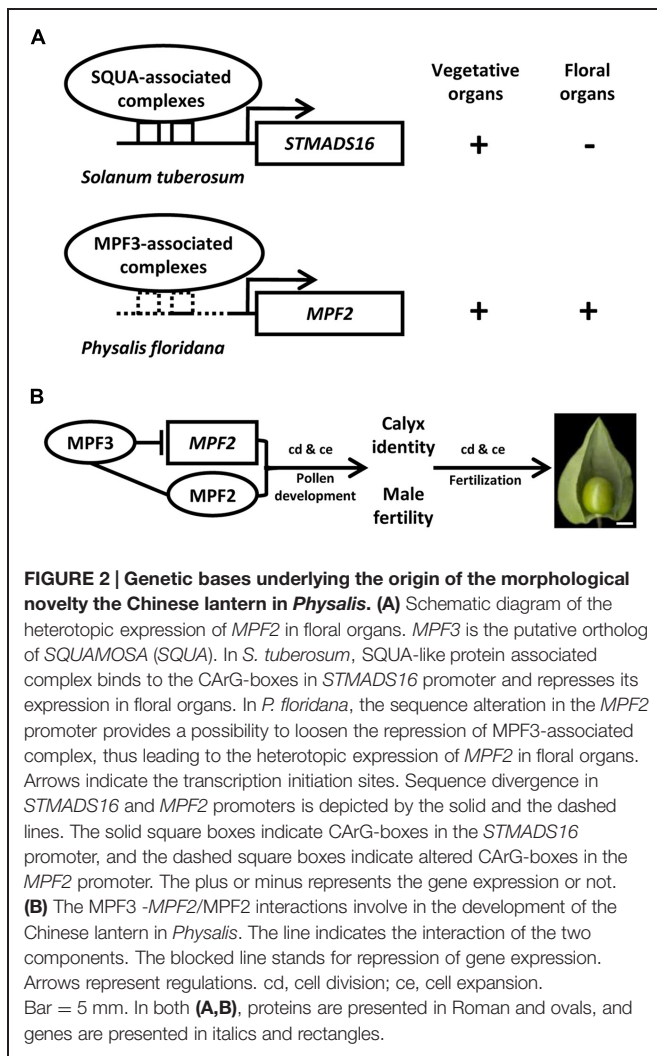 A
SQUA-associated complexes
Vegetative organs
Floral organs
STMADS16
+
-
Solanum tuberosum
MPF3-associated complexes
MPF2
+
+
Physalis floridana
B
MPF3
MPF2
MPF2
cd & ce
Pollen development
Calyx identity
Male fertility
cd & ce
Fertilization
FIGURE 2 | Genetic bases underlying the origin of the morphological
novelty the Chinese lantern in Physalis. (A) Schematic diagram of the
heterotopic expression of MPF2 in floral organs. MPF3 is the putative ortholog
of SQUAMOSA (SQUA). In S. tuberosum, SQUA-like protein associated
complex binds to the CArG-boxes in STMADS16 promoter and represses its
expression in floral organs. In P. floridana, the sequence alteration in the MPF2
promoter provides a possibility to loosen the repression of MPF3-associated
complex, thus leading to the heterotopic expression of MPF2 in floral organs.
Arrows indicate the transcription initiation sites. Sequence divergence in
STMADS16 and MPF2 promoters is depicted by the solid and the dashed
lines. The solid square boxes indicate CArG-boxes in the STMADS16
promoter, and the dashed square boxes indicate altered CArG-boxes in the
MPF2 promoter. The plus or minus represents the gene expression or not.
(B) The MPF3 -MPF2/MPF2 interactions involve in the development of the
Chinese lantern in Physalis. The line indicates the interaction of the two
components. The blocked line stands for repression of gene expression.
Arrows represent regulations. cd, cell division; ce, cell expansion.
Bar = 5 mm. In both (A,B), proteins are presented in Roman and ovals, and
genes are presented in italics and rectangles.